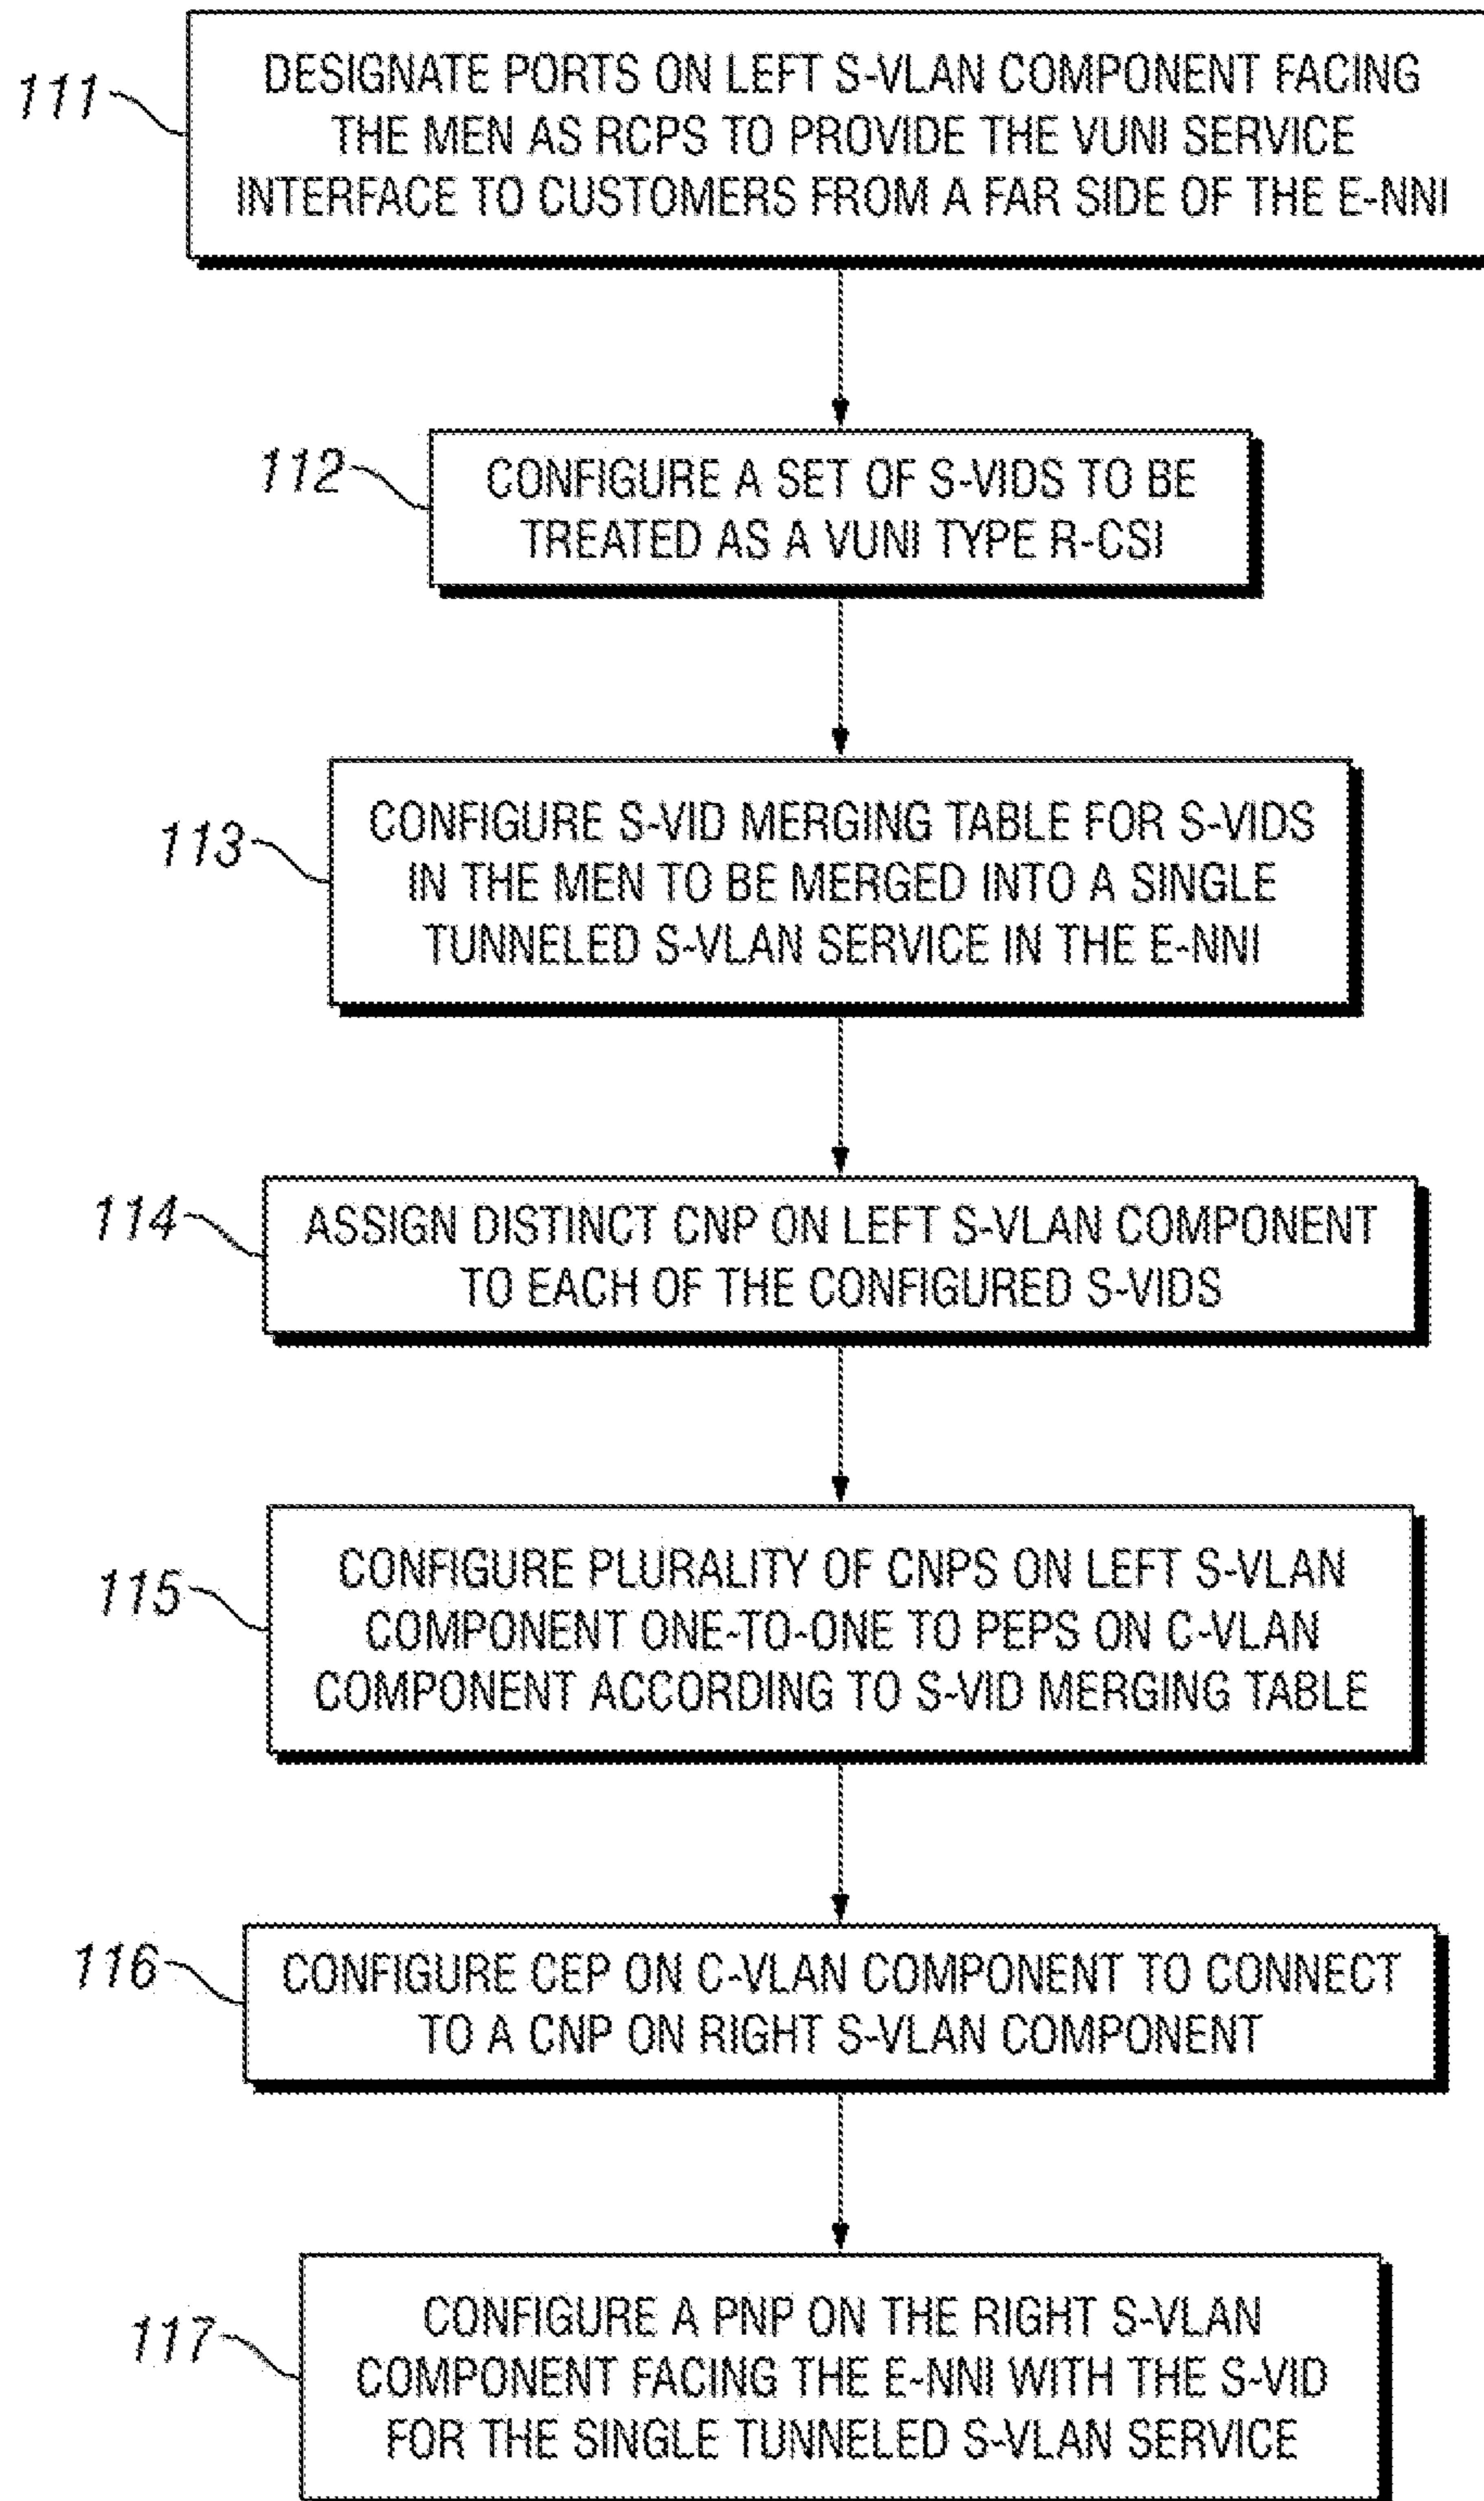 111
DESIGNATE PORTS ON LEFT S-VLAN COMPONENT FACING
THE MEN AS RCPS TO PROVIDE THE VUNI SERVICE
INTERFACE TO CUSTOMERS FROM A FAR SIDE OF THE E-NNI
112
CONFIGURE A SET OF S-VIDS TO BE
TREATED AS A VUNI TYPE R-CSI
113
CONFIGURE S-VID MERGING TABLE FOR S-VIDS
IN THE MEN TO BE MERGED INTO A SINGLE
TUNNELED S-VLAN SERVICE IN THE E-NNI
114
ASSIGN DISTINCT CNP ON LEFT S-VLAN COMPONENT
TO EACH OF THE CONFIGURED S-VIDS
115
CONFIGURE PLURALITY OF CNPS ON LEFT S-VLAN
COMPONENT ONE-TO-ONE TO PEPS ON C-VLAN
COMPONENT ACCORDING TO S-VID MERGING TABLE
116
CONFIGURE CEP ON C-VLAN COMPONENT TO CONNECT
TO A CNP ON RIGHT S-VLAN COMPONENT
117
CONFIGURE A PNP ON THE RIGHT S-VLAN
COMPONENT FACING THE E-NNI WITH THE S-VID
FOR THE SINGLE TUNNELED S-VLAN SERVICE